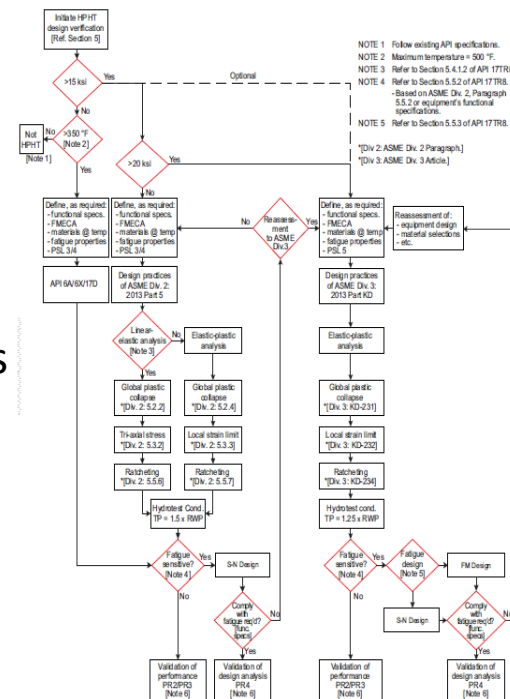 Initiate HPHT
design verification
[Ref. Section 5]
>15 ksi
Yes
Optional
No
>350 °F
[Note 2]
No
Not
HPHT
[Note 1]
Yes
>20 ksi
Yes
No
NOTE 1 Follow existing API specifications.
NOTE 2 Maximum temperature = 500 °F.
NOTE 3 Refer to Section 5.4.1.2 of API 17TR8
NOTE 4 Refer to Section 5.5.2 of API 17TR8.
- Based on ASME Div. 2, Paragraph
5.5.2 or equipment's functional
specifications.
NOTE 5 Refer to Section 5.5.3 of API 17TR8.
*[Div 2: ASME Div. 2 Paragraph.]
*[Div 3: ASME Div. 3 Article.]
Define, as required:
- functional specs.
- FMECA
- materials @ temp
- fatigue properties
- PSL 3/4
Define, as required:
- functional specs.
- FMECA
- materials @ temp
- fatigue properties
- PSL 3/4
No
Reassess-
ment
to ASME
Div.3
Yes
Define, as required:
- functional specs.
- FMECA
- materials @ temp
- fatigue properties
- PSL 5
Reassessment of:
- equipment design
- material selections
- etc.
API 6A/6X/17D
Design practices
of ASME Div. 2:
2013 Part 5
Design practices
of ASME Div. 3:
2013 Part KD
Linear-
elastic analysis
[Note 3]
No
Yes
Elastic-plastic
analysis
Elastic-plastic
analysis
Global plastic
collapse
*[Div. 2: 5.2.2]
Global plastic
collapse
*[Div. 2: 5.2.4]
Global plastic
collapse
*[Div. 3: KD-231]
Tri-axial stress
*[Div. 2: 5.3.2]
Local strain limit
*[Div. 2: 5.3.3]
Local strain limit
*[Div. 3: KD-232]
Ratcheting
*[Div. 2: 5.5.6]
Ratcheting
*[Div. 2: 5.5.7]
Ratcheting
*[Div. 3: KD-234]
Hydrotest Cond.
TP = 1.5 x RWP
Hydrotest cond.
TP = 1.25 x RWP
Fatigue
sensitive?
[Note 4]
Yes
No
S-N Design
Fatigue
sensitive?
[Note 4]
Yes
No
Fatigue
design
[Note 5]
FM Design
S-N Design
Comply
with
fatigue req'd?
[func.
specs]
No
Yes
Comply
with
fatigue req'd?
[func.
specs]
No
Yes
Validation of
performance
PR2/PR3
[Note 6]
Validation of
design analysis
PR4
[Note 6]
Validation of
performance
PR2/PR3
[Note 6]
Validation of
design analysis
PR4
[Note 6]
s